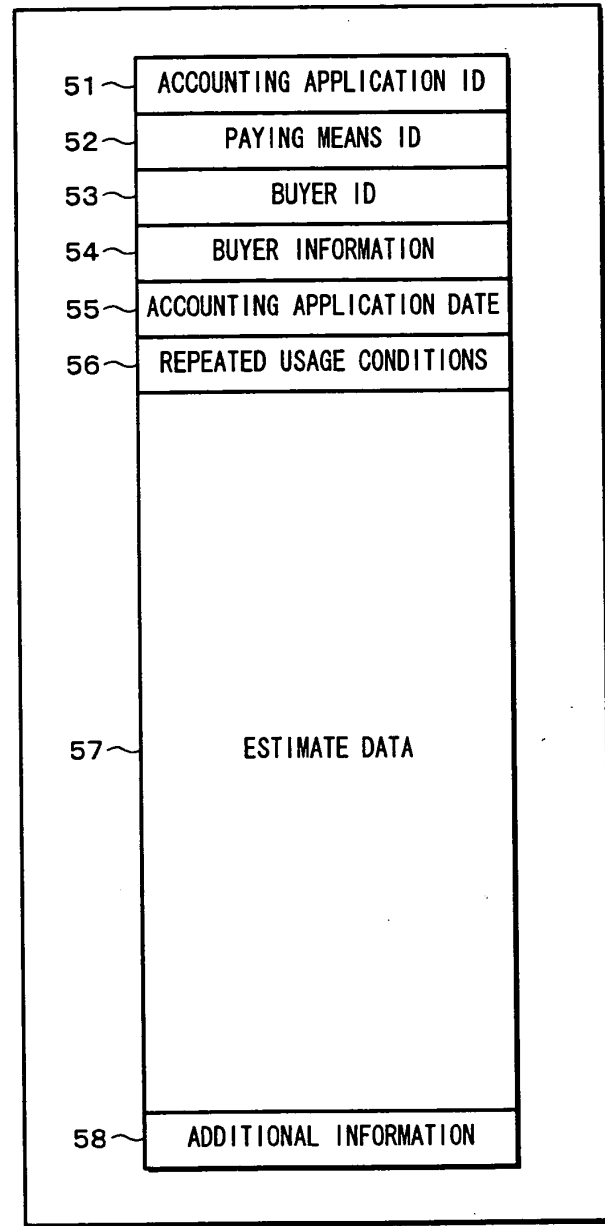 51 ACCOUNTING APPLICATION ID
52 PAYING MEANS ID
53 BUYER ID
54 BUYER INFORMATION
55 ACCOUNTING APPLICATION DATE
56 REPEATED USAGE CONDITIONS
57 ESTIMATE DATA
58 ADDITIONAL INFORMATION